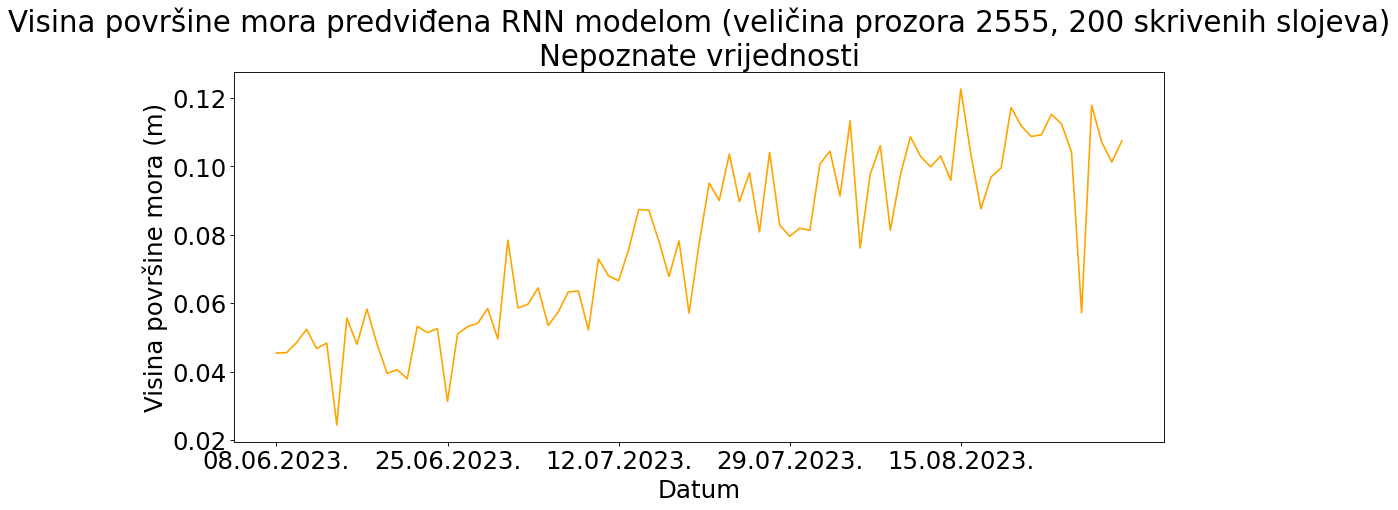 Visina površine mora predviđena RNN modelom (veličina prozora 2555, 200 skrivenih slojeva)
Nepoznate vrijednosti
Visina površine mora (m)
0.12
0.10
0.08
0.06
0.04
0.02
08.06.2023.
25.06.2023.
12.07.2023.
29.07.2023.
15.08.2023.
Datum